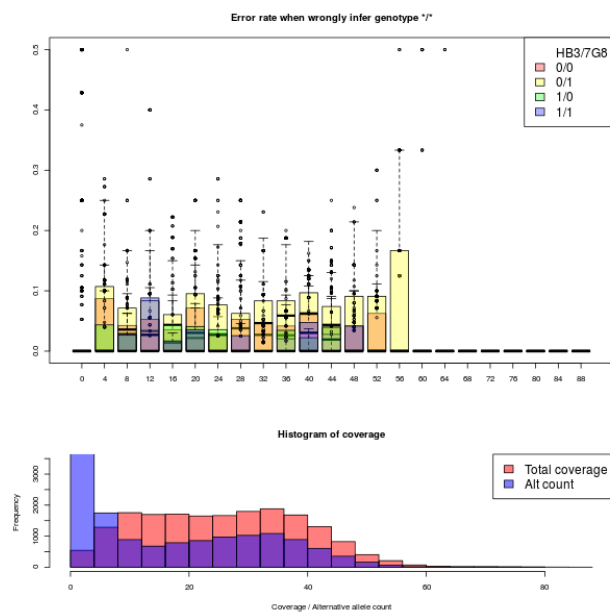 Error rate when wrongly infer genotype */*
0.5
0.4
0.3
0.2
0.1
0.0
HB3/7G8
0/0
0/1
1/0
1/1
0 4 8 12 16 20 24 28 32 36 40 44 48 52 56 60 64 68 72 76 80 84 88
Histogram of coverage
Frequency
3000
2000
1000
0
Total coverage
Alt count
0 20 40 60 80
Coverage / Alternative allele count